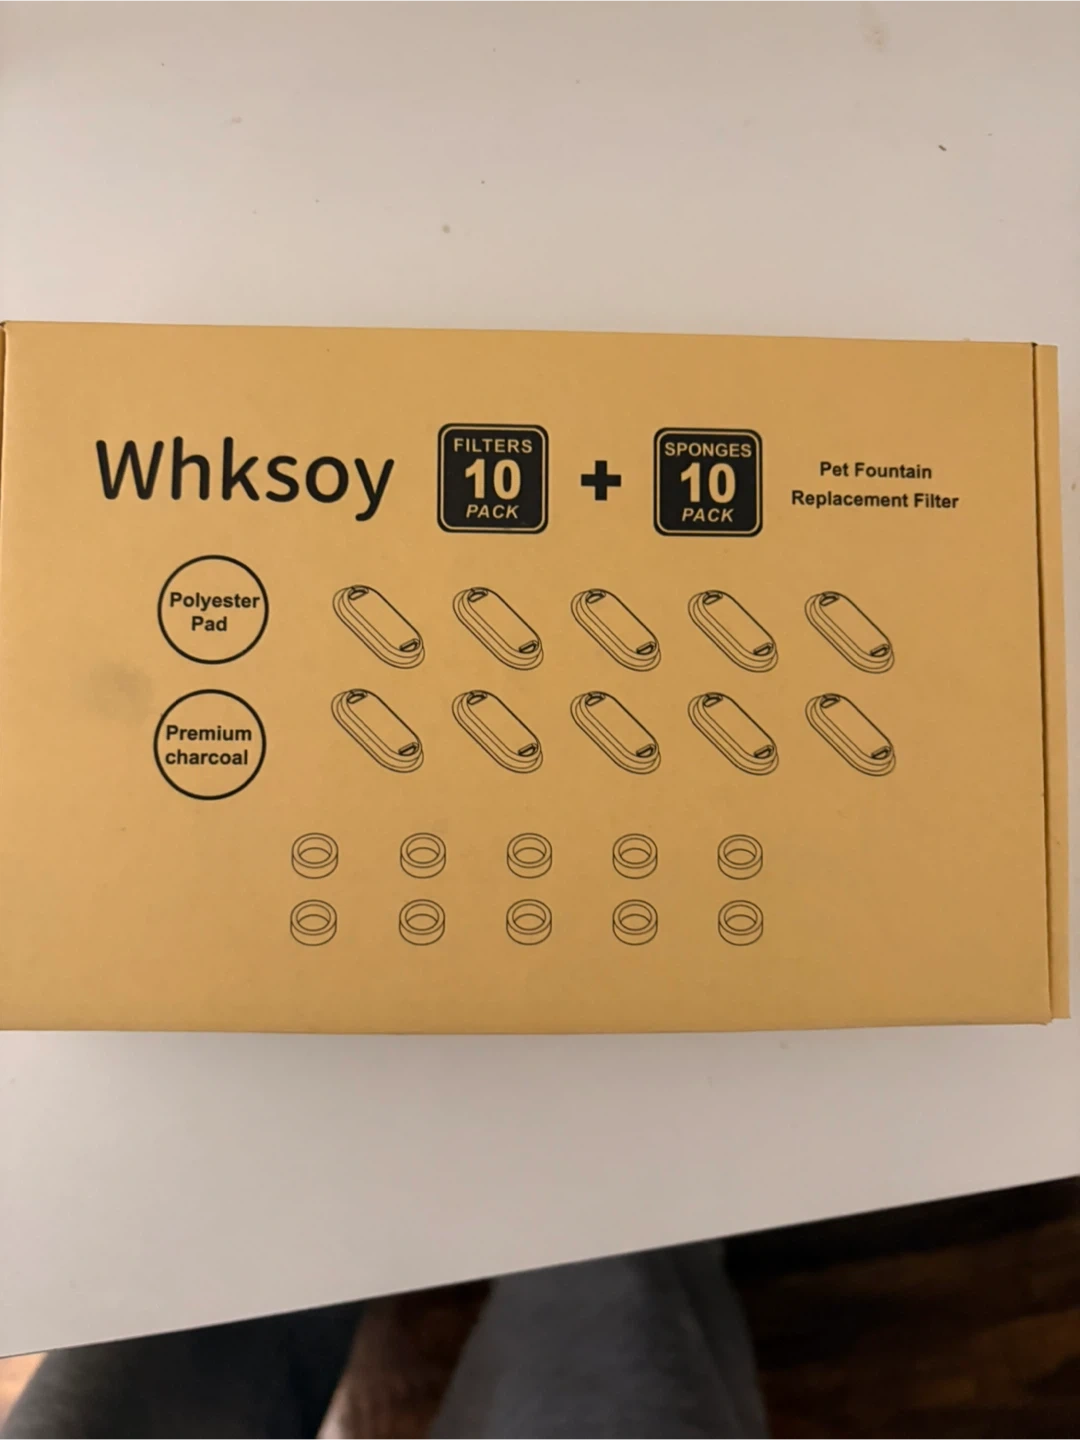 Whksoy
FILTERS
10
PACK
+
SPONGES
10
PACK
Pet Fountain
Replacement Filter
Polyester
Pad
Premium
charcoal